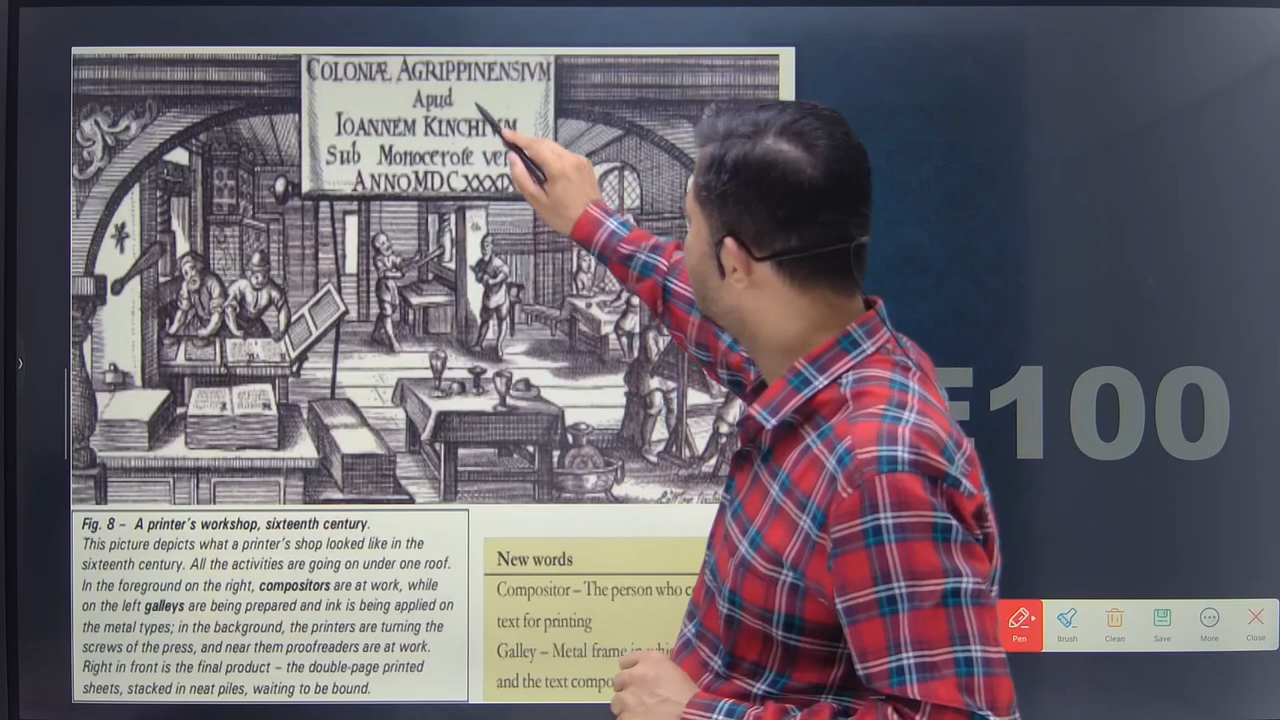 COLONIÆ AGRIPPINENSIVM
Apud
IOANNEM KINCHIVM
Sub Monocerote
ANNO MDCXXX
Fig. 8 – A printer's workshop, sixteenth century.
This picture depicts what a printer's shop looked like in the
sixteenth century. All the activities are going on under one roof.
In the foreground on the right, compositors are at work, while
on the left galleys are being prepared and ink is being applied on
the metal types; in the background, the printers are turning the
screws of the press, and near them proofreaders are at work.
Right in front is the final product – the double-page printed
sheets, stacked in neat piles, waiting to be bound.
New words
Compositor – The person who
text for printing
Galley – Metal frame in
and the text
E100
Pen
Brush
Clean
Save
More
Close